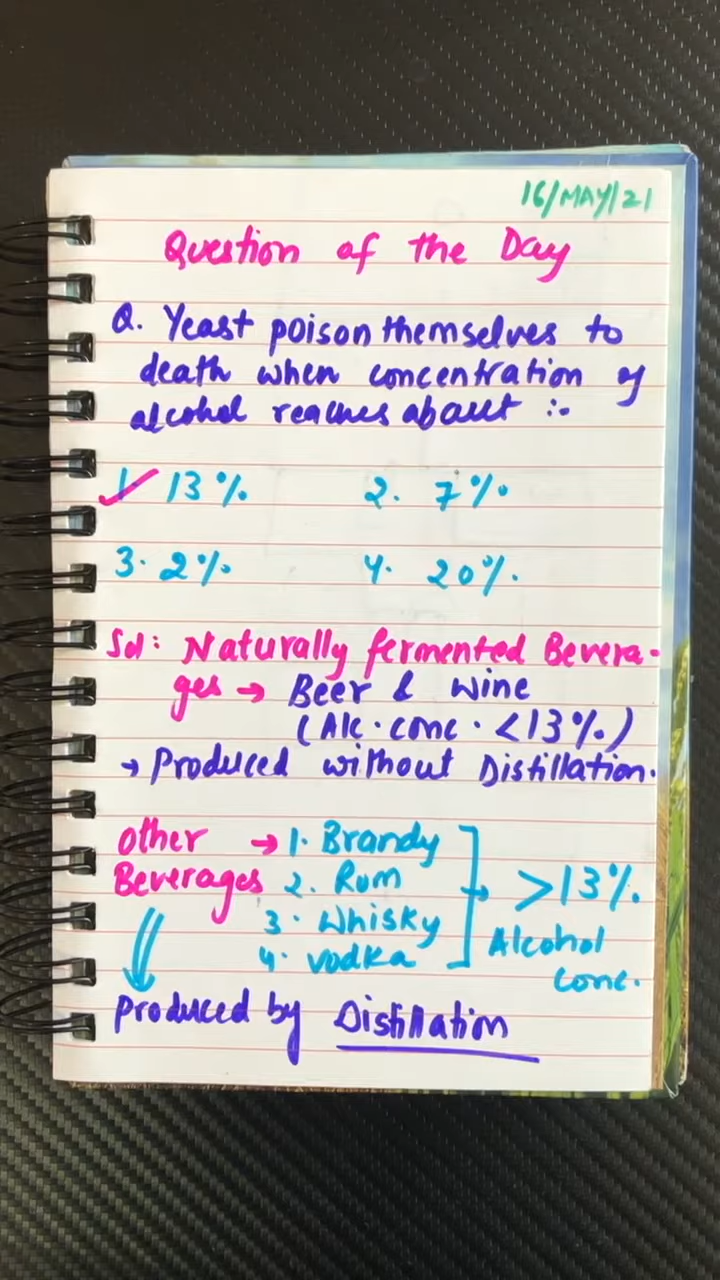 16/MAY/21
Question of the Day
Q. Yeast poison themselves to
death when concentration of
alcohol reaches about :-
1 13% 2. 7%
3. 2% 4. 20%.
Sol: Naturally fermented Bevera-
ges → Beer & wine
(Alc. conc. <13%)
→ Produced without Distillation.
other → 1. Brandy
Beverages 2. Rum >13%.
3. Whisky Alcohol
4. vodka conc.
Produced by Distillation